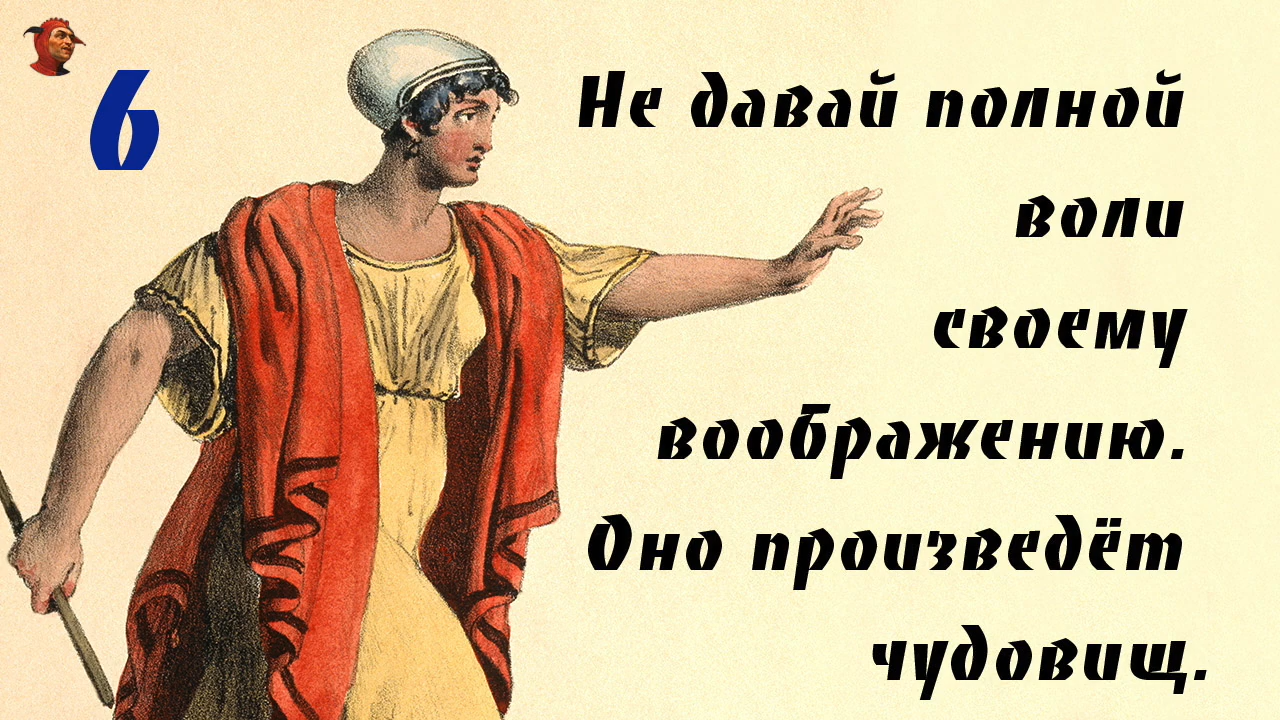 6
Не давай полной
воли
своему
воображению.
Оно произведёт
чудовищ.